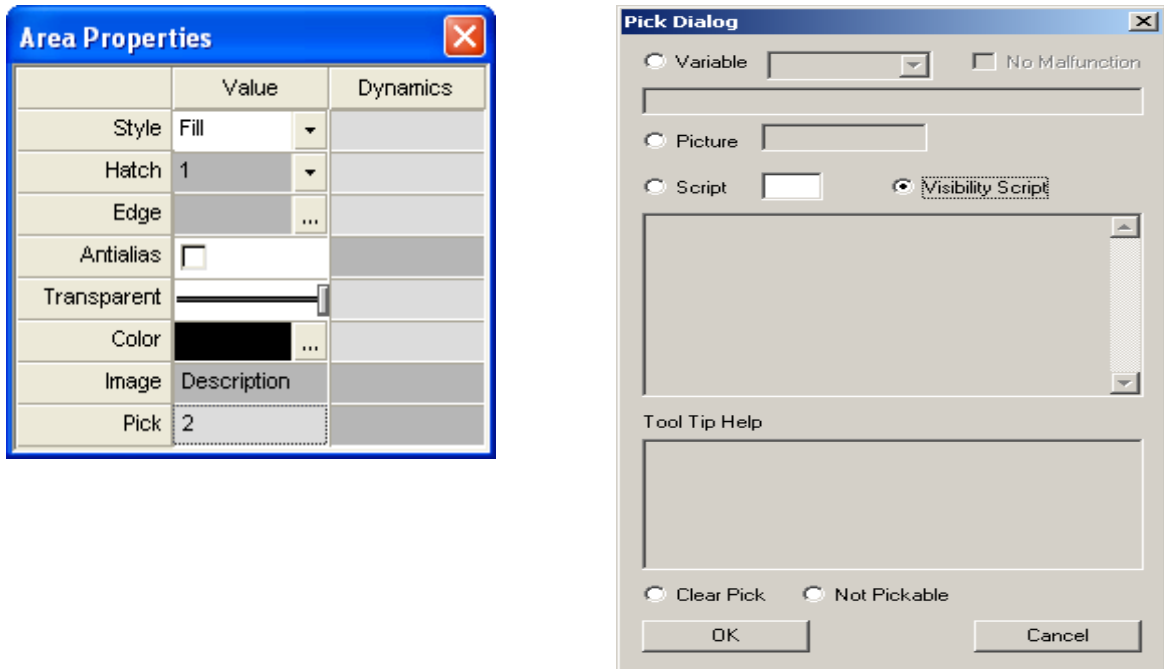 Area Properties
Value Dynamics
Style Fill
Hatch 1
Edge ...
Antialias
Transparent
Color ...
Image Description
Pick 2
Pick Dialog
Variable No Malfunction
Picture
Script Visibility Script
Tool Tip Help
Clear Pick Not Pickable
OK Cancel